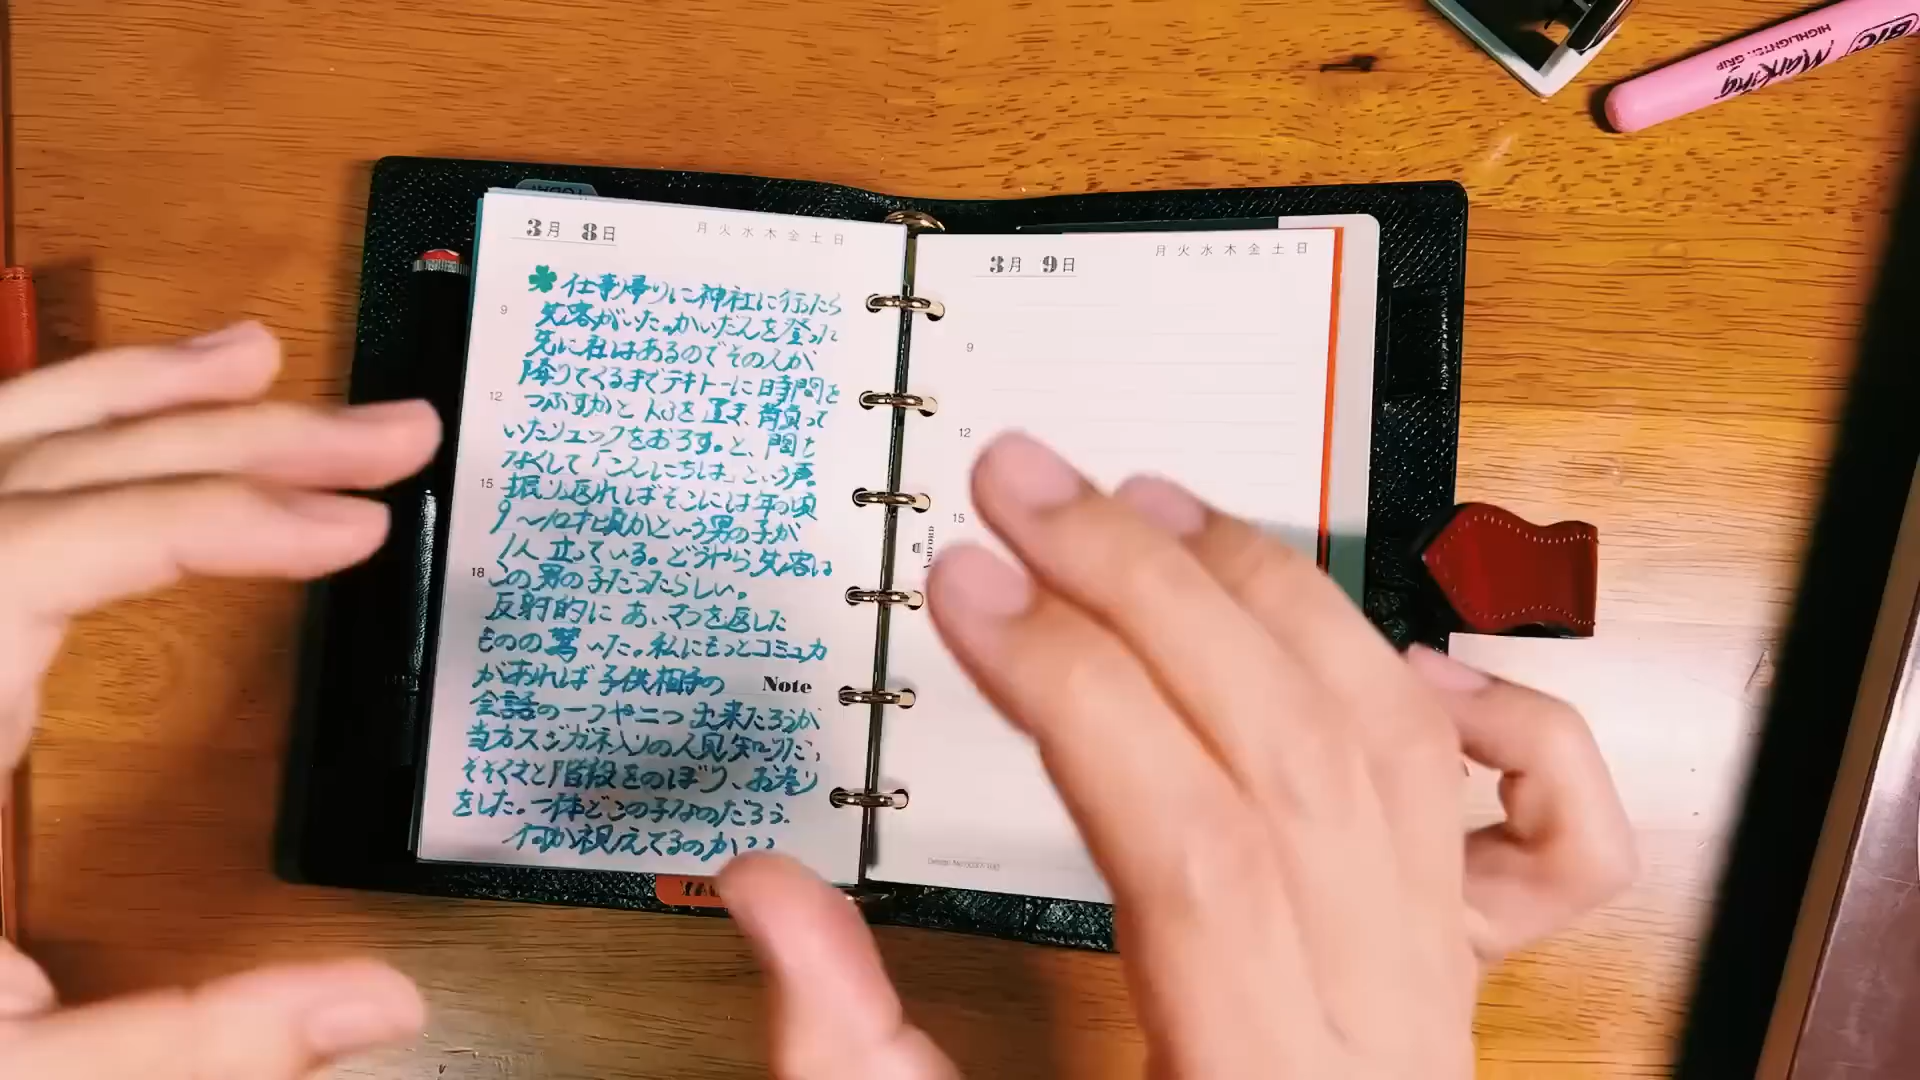 3月 8日
月 火 水 木 金 土 日
仕事帰りに神社に行ったら
9
先客がいた。かいだんを登った
先に社はあるのでその人が
降りてくるまでテキトーに時間を
12
つぶすかと 心を置き、背負って
いたリュックをおろす。と、間を
なくして「こんにちは」という声
15
振り返ればそこには年の頃
9〜10才頃かという男の子が
1人 立っている。どうやら先客は
18
この男の子だったらしい。
反射的に あいさつを返した
ものの驚いた。私にもっとコミュ力
があれば 子供相手の
Note
会話の一つや二つ 出来たろうが
当方スジガネ入りの人見知りだ、
そそくさと階段をのぼり、お参り
をした。一体どこの子なのだろう。
何か視えてるのか??
3月 9日
月 火 水 木 金 土 日
9
12
15
BIC
Marking
HIGHLIGHTER GRIP